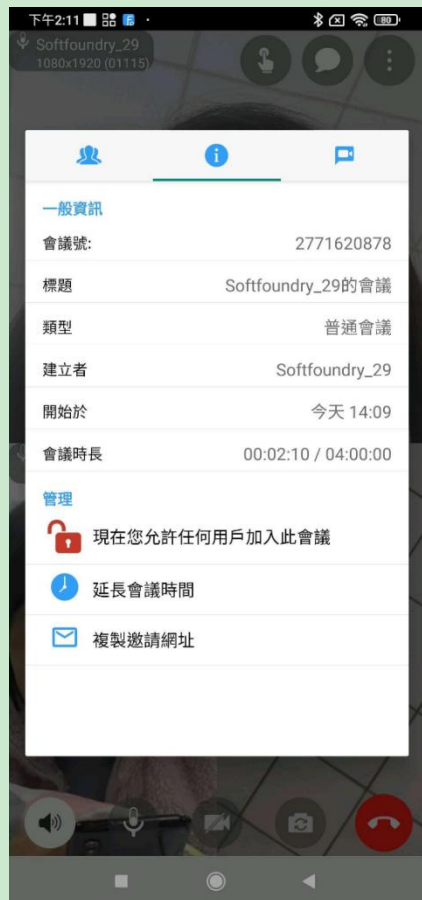 下午2:11
80
Softfoundry_29
1080x1920 (01115)
一般資訊
會議號: 2771620878
標題 Softfoundry_29的會議
類型 普通會議
建立者 Softfoundry_29
開始於 今天 14:09
會議時長 00:02:10 / 04:00:00
管理
現在您允許任何用戶加入此會議
延長會議時間
複製邀請網址